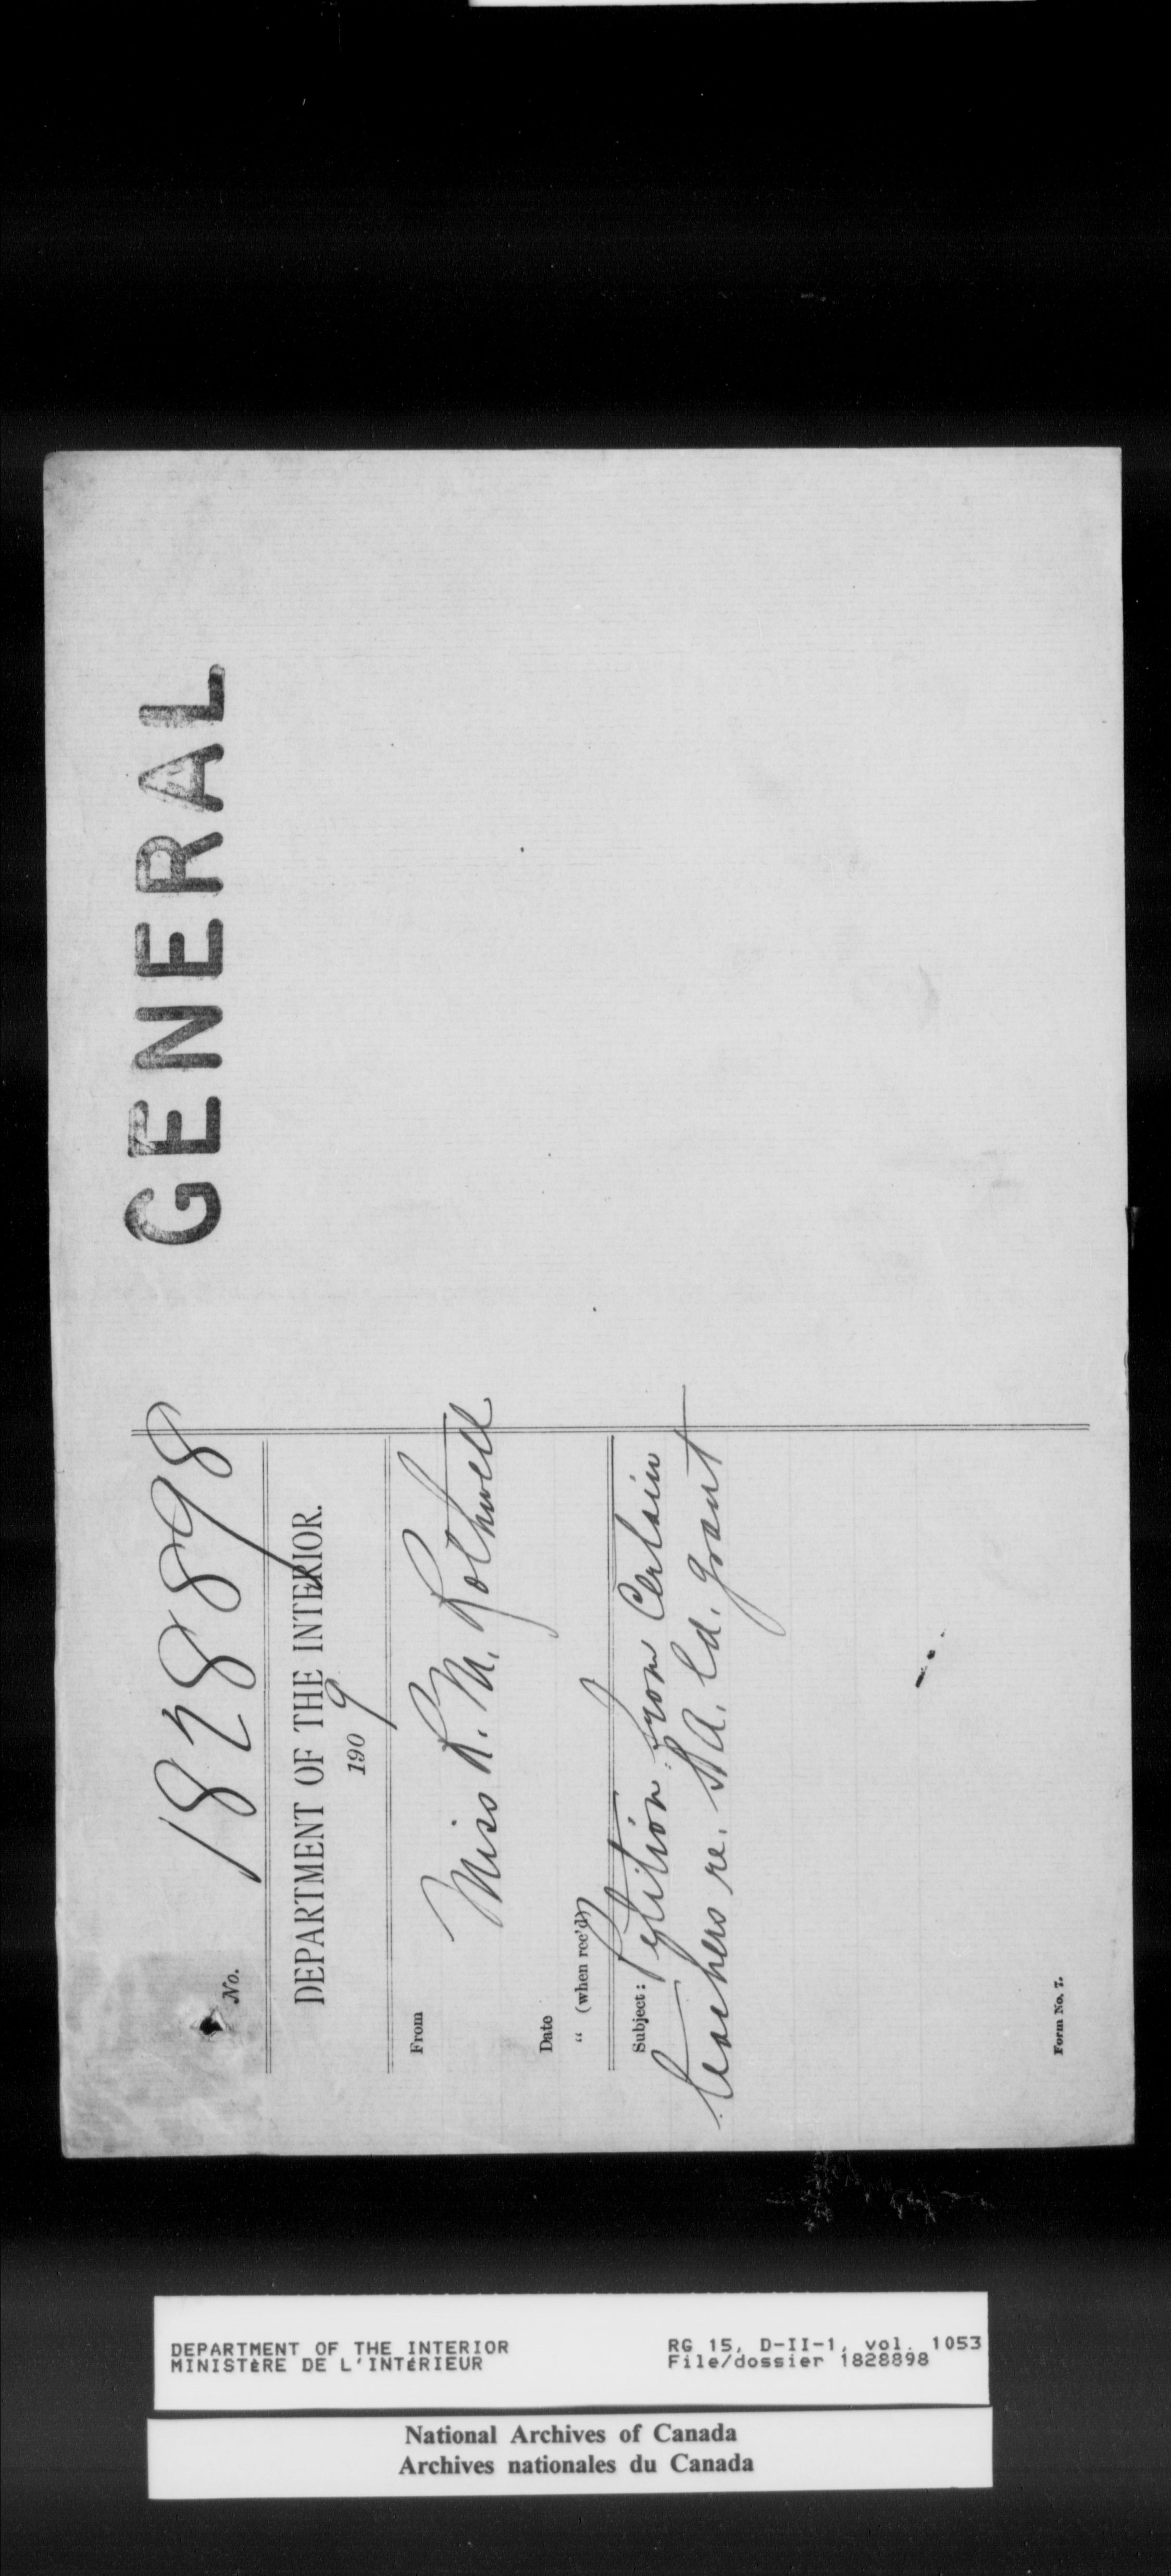 GENERAL
No. 1828898
DEPARTMENT OF THE INTERIOR.
1909
From Miss R. M. Rothwell
Date
" (when rec'd)
Subject: Petition from Certain
teachers re. S.A. Ld. Grant
Form No. 7.
DEPARTMENT OF THE INTERIOR
MINISTÈRE DE L'INTÉRIEUR
RG 15, D-II-1, vol. 1053
File/dossier 1828898
National Archives of Canada
Archives nationales du Canada